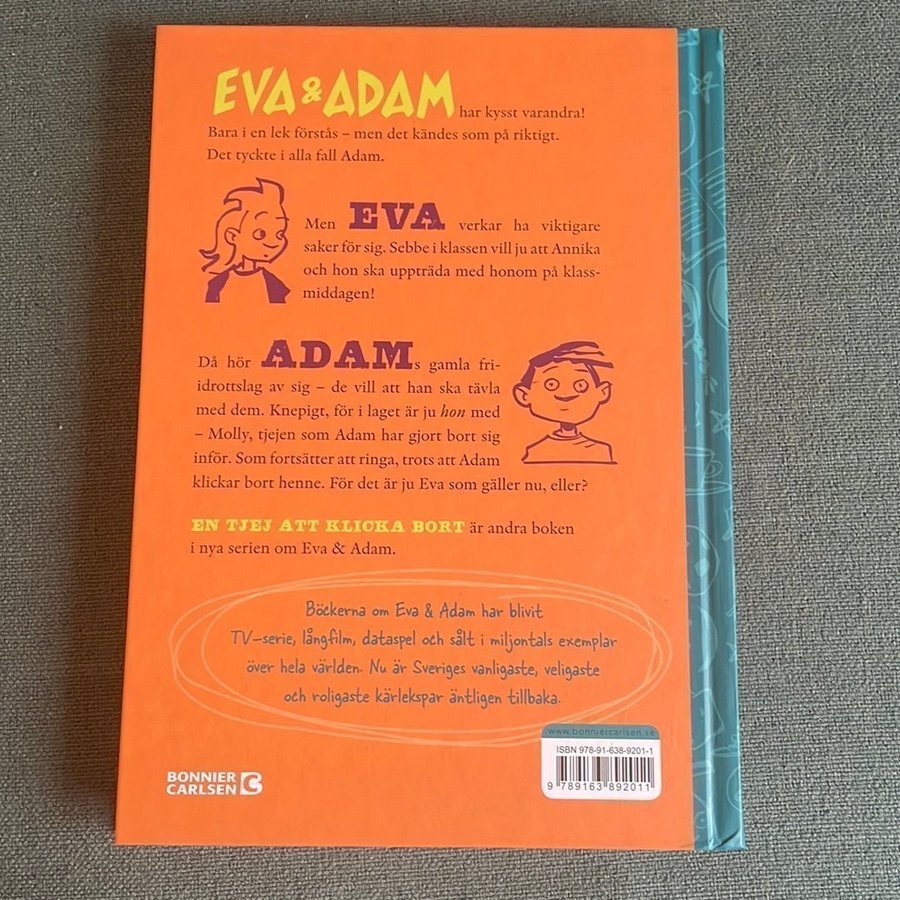 EVA & ADAM har kysst varandra!
Bara i en lek förstås – men det kändes som på riktigt.
Det tyckte i alla fall Adam.
Men EVA verkar ha viktigare
saker för sig. Sebbe i klassen vill ju att Annika
och hon ska uppträda med honom på klass-
middagen!
Då hör ADAMs gamla fri-
idrottslag av sig – de vill att han ska tävla
med dem. Knepigt, för i laget är ju hon med
– Molly, tjejen som Adam har gjort bort sig
inför. Som fortsätter att ringa, trots att Adam
klickar bort henne. För det är ju Eva som gäller nu, eller?
EN TJEJ ATT KLICKA BORT är andra boken
i nya serien om Eva & Adam.
Böckerna om Eva & Adam har blivit
TV-serie, långfilm, dataspel och sålt i miljontals exemplar
över hela världen. Nu är Sveriges vanligaste, veligaste
och roligaste kärlekspar äntligen tillbaka.
www.bonniercarlsen.se
ISBN 978-91-638-9201-1
9 789163 892011
BONNIER
CARLSEN